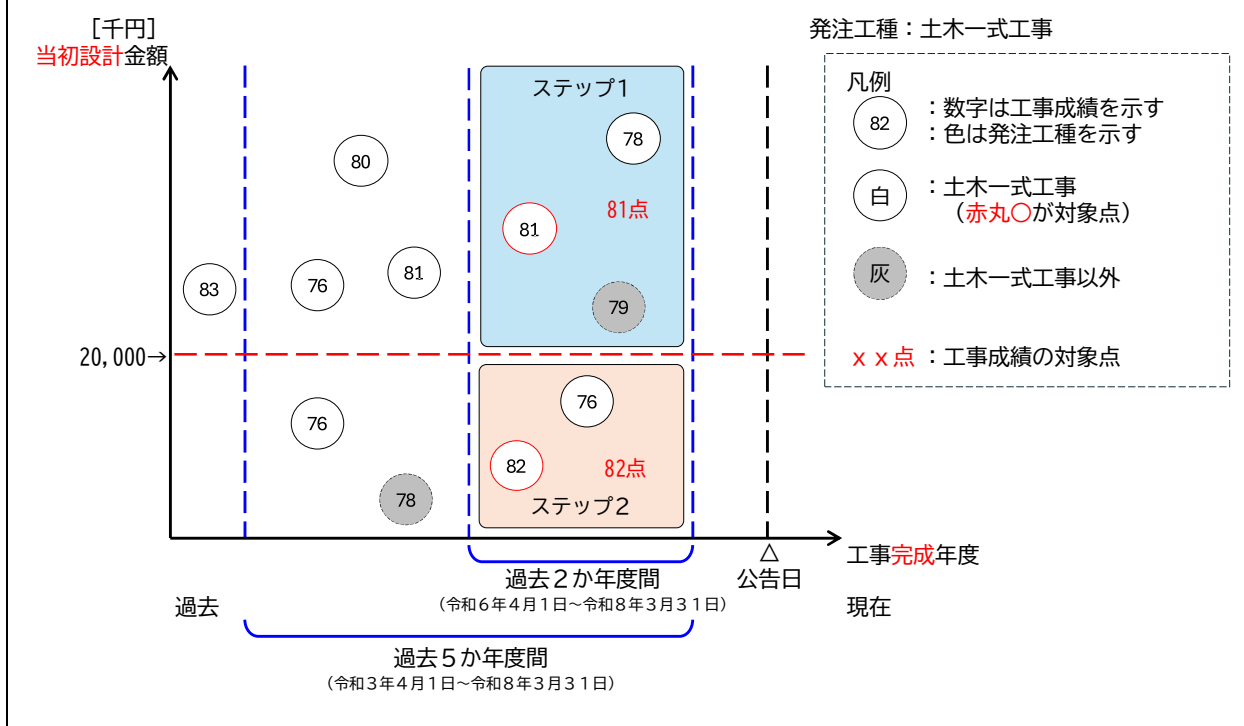 [千円]
当初設計金額
発注工種：土木一式工事
凡例
82
：数字は工事成績を示す
：色は発注工種を示す
白
：土木一式工事
（赤丸〇が対象点）
灰
：土木一式工事以外
ｘｘ点：工事成績の対象点
ステップ1
78
80
81
81点
81
83
76
79
20,000→
76
76
82
82点
78
ステップ2
工事完成年度
△
公告日
過去２か年度間
（令和６年４月１日～令和８年３月３１日）
過去
現在
過去５か年度間
（令和３年４月１日～令和８年３月３１日）